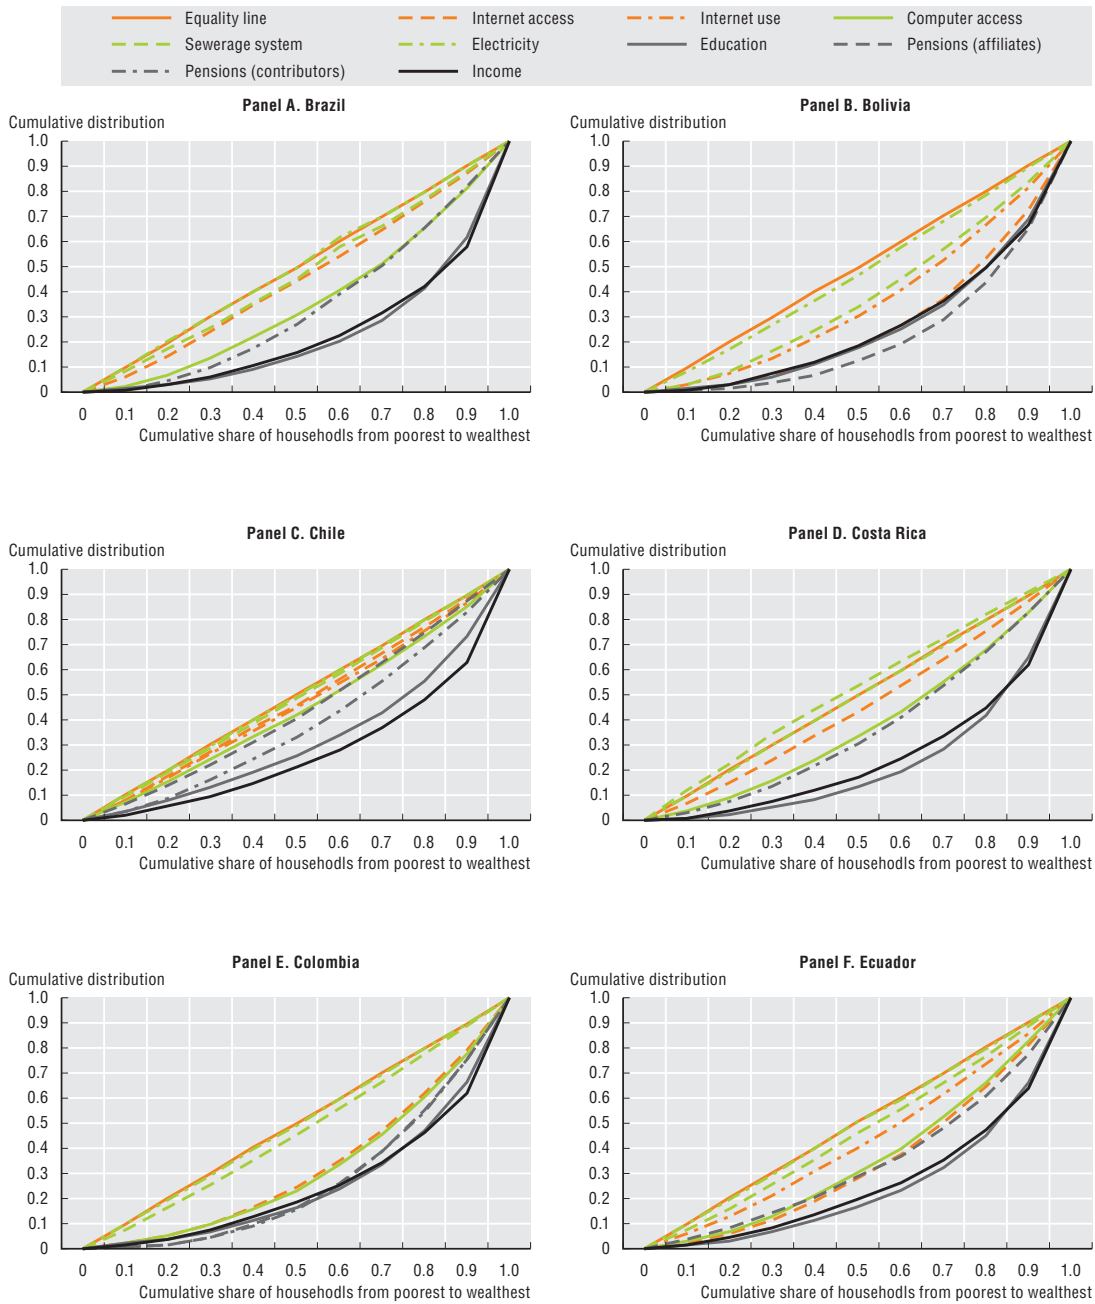 Equality line Internet access Internet use Computer access
Sewerage system Electricity Education Pensions (affiliates)
Pensions (contributors) Income
Panel A. Brazil
Cumulative distribution
1.0
0.9
0.8
0.7
0.6
0.5
0.4
0.3
0.2
0.1
0
0 0.1 0.2 0.3 0.4 0.5 0.6 0.7 0.8 0.9 1.0
Cumulative share of househodls from poorest to wealthest
Panel B. Bolivia
Cumulative distribution
1.0
0.9
0.8
0.7
0.6
0.5
0.4
0.3
0.2
0.1
0
0 0.1 0.2 0.3 0.4 0.5 0.6 0.7 0.8 0.9 1.0
Cumulative share of househodls from poorest to wealthest
Panel C. Chile
Cumulative distribution
1.0
0.9
0.8
0.7
0.6
0.5
0.4
0.3
0.2
0.1
0
0 0.1 0.2 0.3 0.4 0.5 0.6 0.7 0.8 0.9 1.0
Cumulative share of househodls from poorest to wealthest
Panel D. Costa Rica
Cumulative distribution
1.0
0.9
0.8
0.7
0.6
0.5
0.4
0.3
0.2
0.1
0
0 0.1 0.2 0.3 0.4 0.5 0.6 0.7 0.8 0.9 1.0
Cumulative share of househodls from poorest to wealthest
Panel E. Colombia
Cumulative distribution
1.0
0.9
0.8
0.7
0.6
0.5
0.4
0.3
0.2
0.1
0
0 0.1 0.2 0.3 0.4 0.5 0.6 0.7 0.8 0.9 1.0
Cumulative share of househodls from poorest to wealthest
Panel F. Ecuador
Cumulative distribution
1.0
0.9
0.8
0.7
0.6
0.5
0.4
0.3
0.2
0.1
0
0 0.1 0.2 0.3 0.4 0.5 0.6 0.7 0.8 0.9 1.0
Cumulative share of househodls from poorest to wealthest